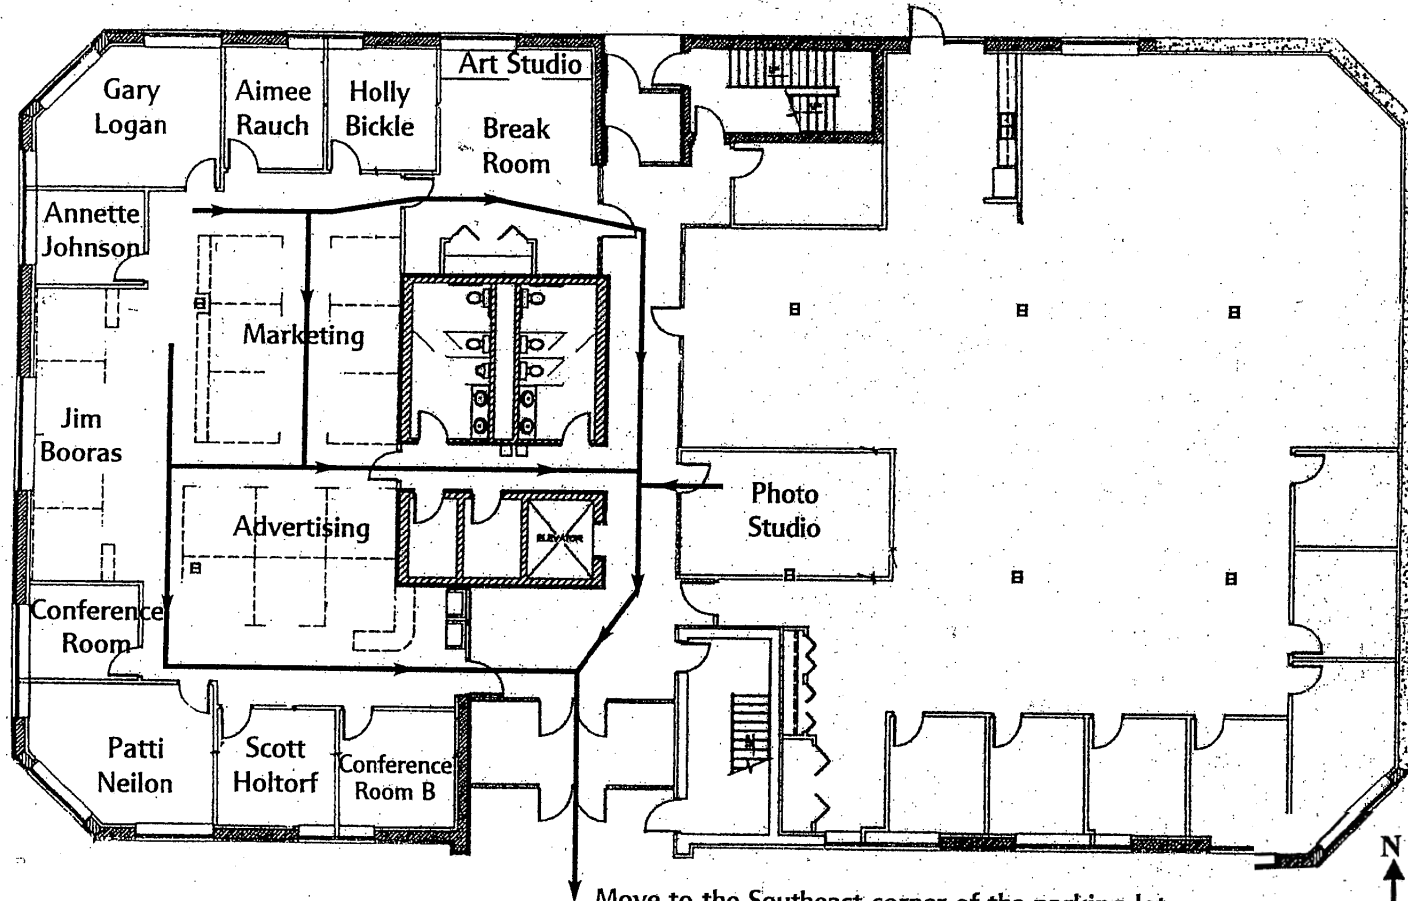 Art Studio
Gary
Logan
Aimee
Rauch
Holly
Bickle
Break
Room
Annette
Johnson
Marketing
Jim
Booras
Advertising
ELEVATOR
Photo
Studio
Conference
Room
Patti
Neilon
Scott
Holtorf
Conference
Room B
N
Move to the Southeast corner of the parking lot